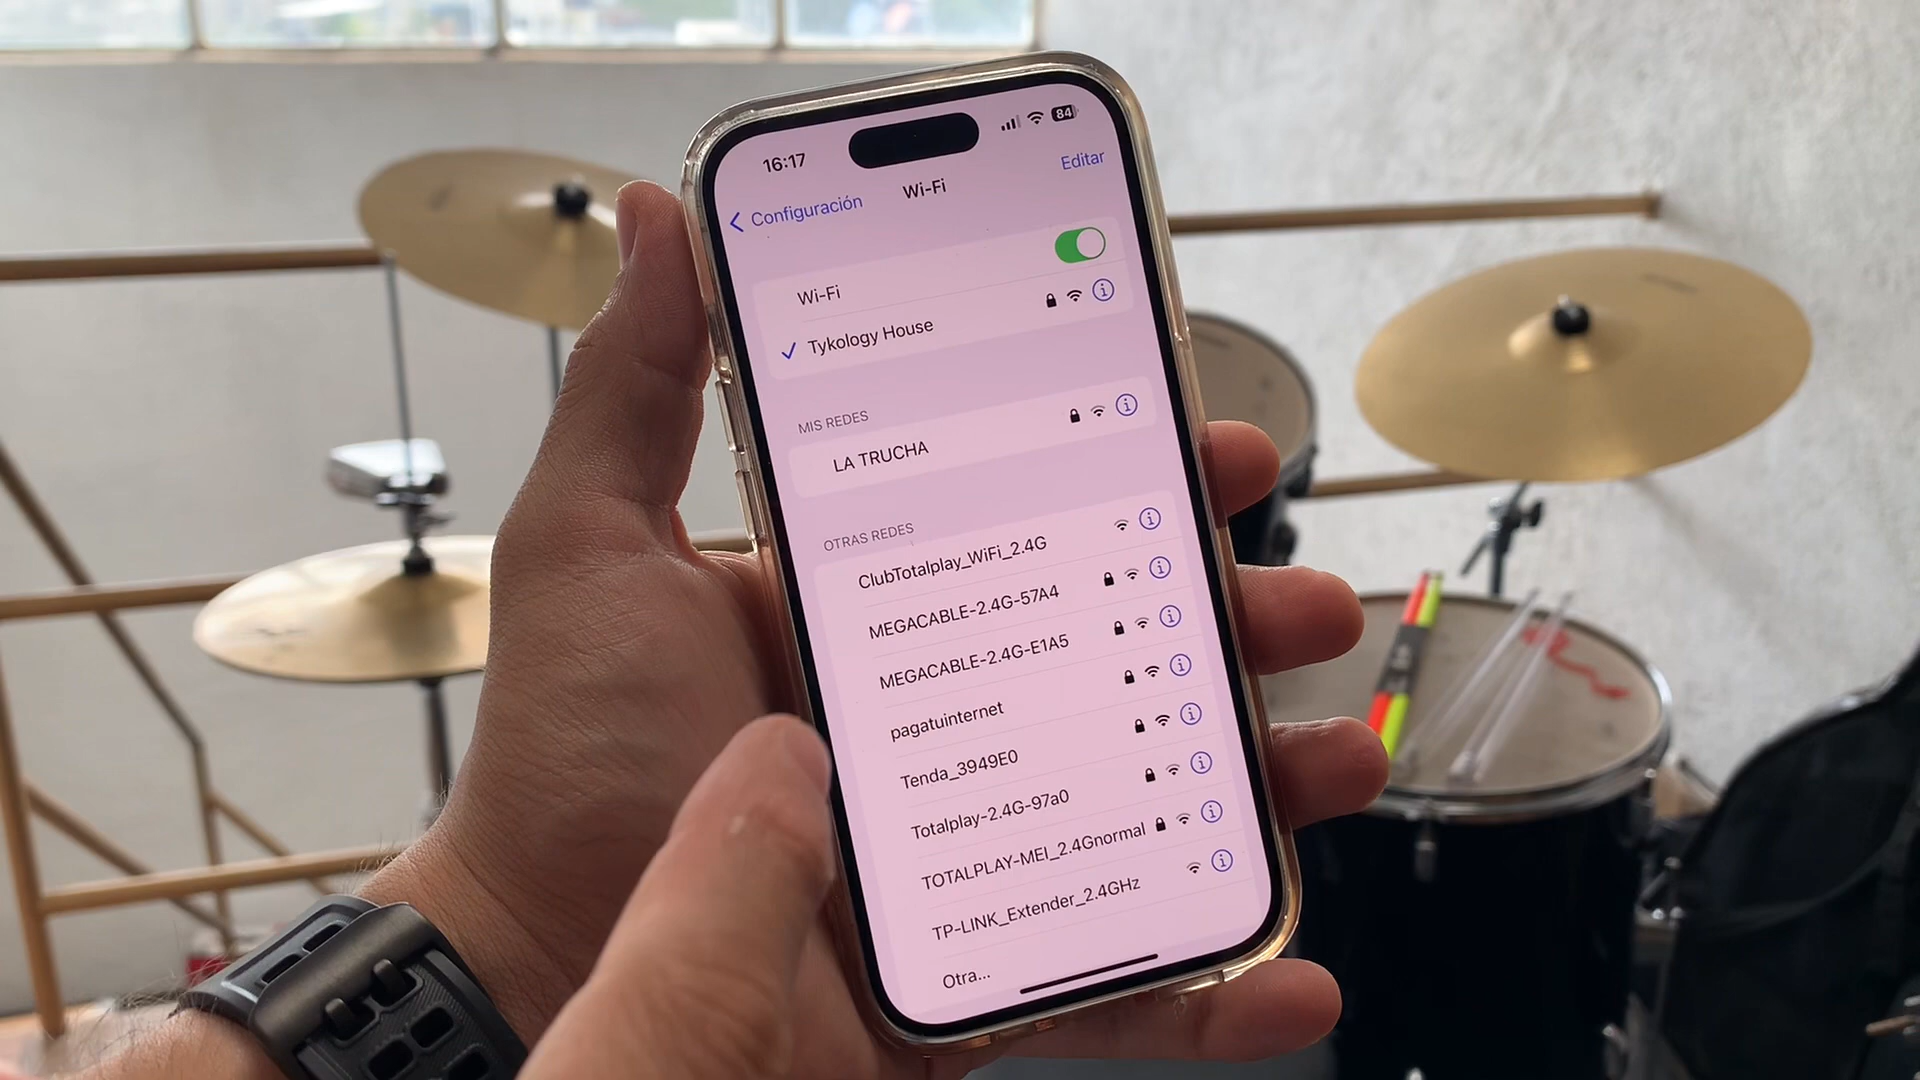 16:17
84
Configuración
Wi-Fi
Editar
Wi-Fi
Tykology House
MIS REDES
LA TRUCHA
OTRAS REDES
ClubTotalplay_WiFi_2.4G
MEGACABLE-2.4G-57A4
MEGACABLE-2.4G-E1A5
pagatuinternet
Tenda_3949E0
Totalplay-2.4G-97a0
TOTALPLAY-MEI_2.4Gnormal
TP-LINK_Extender_2.4GHz
Otra...